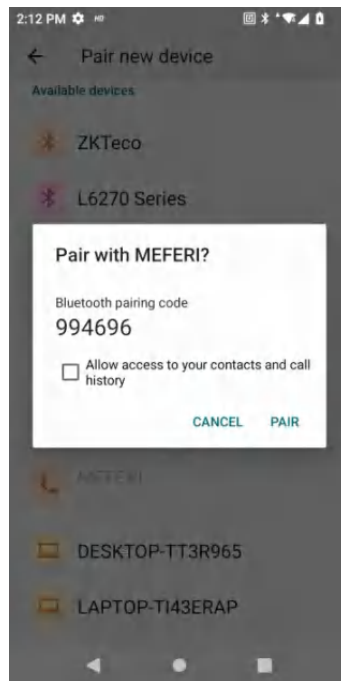 2:12 PM HD
Pair new device
Available devices
ZKTeco
L6270 Series
Pair with MEFERI?
Bluetooth pairing code
994696
Allow access to your contacts and call
history
CANCEL PAIR
MEFERI
DESKTOP-TT3R965
LAPTOP-TI43ERAP